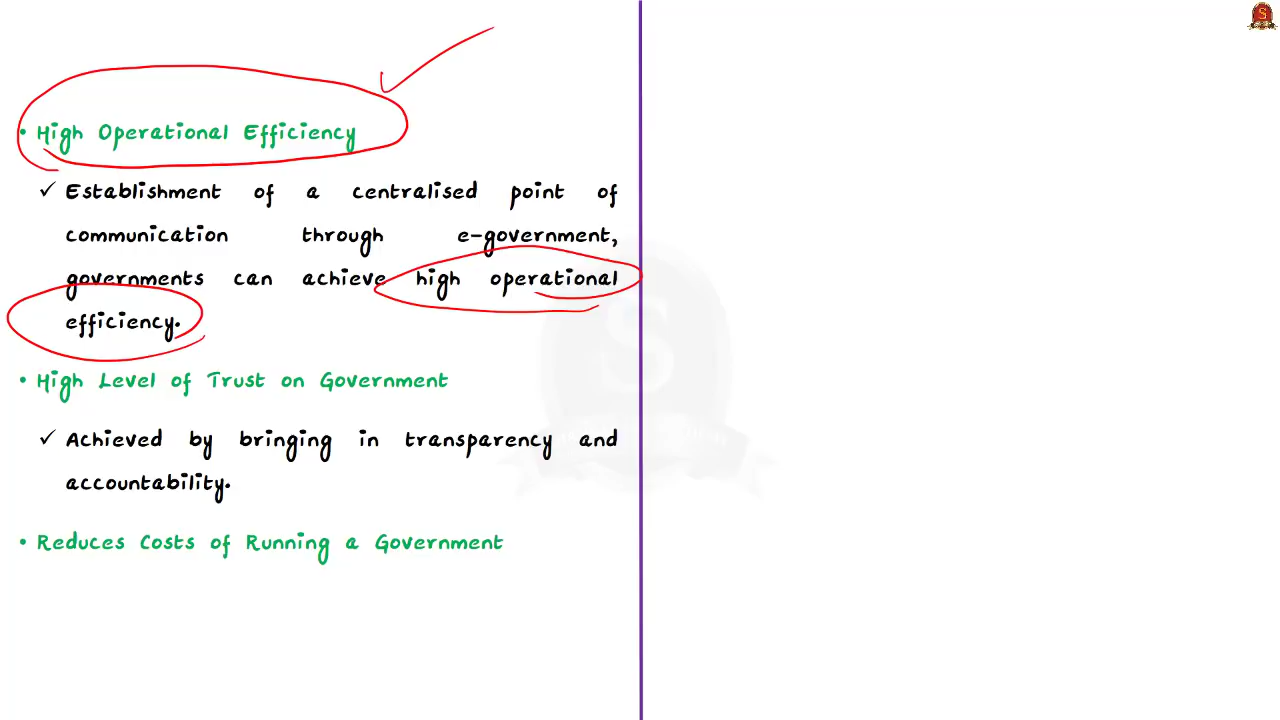 • High Operational Efficiency
✓ Establishment of a centralised point of
communication through e-government,
governments can achieve high operational
efficiency.
• High Level of Trust on Government
✓ Achieved by bringing in transparency and
accountability.
• Reduces Costs of Running a Government
S